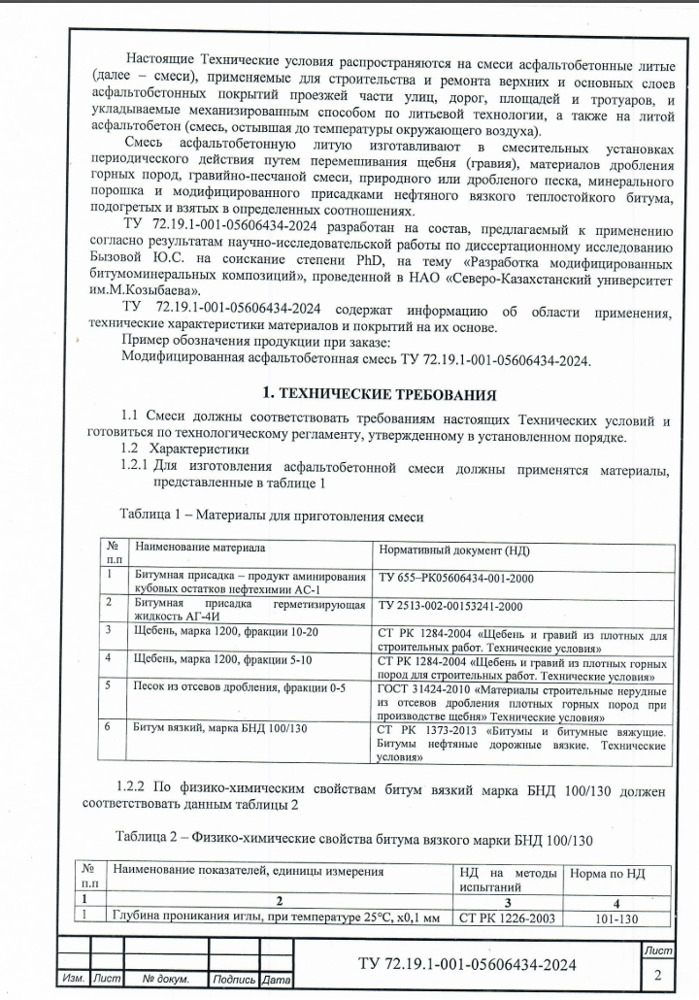 Настоящие Технические условия распространяются на смеси асфальтобетонные литые
(далее – смеси), применяемые для строительства и ремонта верхних и основных слоев
асфальтобетонных покрытий проезжей части улиц, дорог, площадей и тротуаров, и
укладываемые механизированным способом по литьевой технологии, а также на литой
асфальтобетон (смесь, остывшая до температуры окружающего воздуха).
Смесь асфальтобетонную литую изготавливают в смесительных установках
периодического действия путем перемешивания щебня (гравия), материалов дробления
горных пород, гравийно-песчаной смеси, природного или дробленого песка, минерального
порошка и модифицированного присадками нефтяного вязкого теплостойкого битума,
подогретых и взятых в определенных соотношениях.
ТУ 72.19.1-001-05606434-2024 разработан на состав, предлагаемый к применению
согласно результатам научно-исследовательской работы по диссертационному исследованию
Бызовой Ю.С. на соискание степени PhD, на тему «Разработка модифицированных
битумоминеральных композиций», проведенной в НАО «Северо-Казахстанский университет
им.М.Козыбаева».
ТУ 72.19.1-001-05606434-2024 содержат информацию об области применения,
технические характеристики материалов и покрытий на их основе.
Пример обозначения продукции при заказе:
Модифицированная асфальтобетонная смесь ТУ 72.19.1-001-05606434-2024.
1. ТЕХНИЧЕСКИЕ ТРЕБОВАНИЯ
1.1 Смеси должны соответствовать требованиям настоящих Технических условий и
готовиться по технологическому регламенту, утвержденному в установленном порядке.
1.2 Характеристики
1.2.1 Для изготовления асфальтобетонной смеси должны применятся материалы,
представленные в таблице 1
Таблица 1 – Материалы для приготовления смеси
№ Наименование материала Нормативный документ (НД)
п.п
1 Битумная присадка – продукт аминирования ТУ 655–РК05606434-001-2000
кубовых остатков нефтехимии АС-1
2 Битумная присадка герметизирующая ТУ 2513-002-00153241-2000
жидкость АГ-4И
3 Щебень, марка 1200, фракции 10-20 СТ РК 1284-2004 «Щебень и гравий из плотных для
строительных работ. Технические условия»
4 Щебень, марка 1200, фракции 5-10 СТ РК 1284-2004 «Щебень и гравий из плотных горных
пород для строительных работ. Технические условия»
5 Песок из отсевов дробления, фракции 0-5 ГОСТ 31424-2010 «Материалы строительные нерудные
из отсевов дробления плотных горных пород при
производстве щебня» Технические условия»
6 Битум вязкий, марка БНД 100/130 СТ РК 1373-2013 «Битумы и битумные вяжущие.
Битумы нефтяные дорожные вязкие. Технические
условия»
1.2.2 По физико-химическим свойствам битум вязкий марка БНД 100/130 должен
соответствовать данным таблицы 2
Таблица 2 – Физико-химические свойства битума вязкого марки БНД 100/130
№ Наименование показателей, единицы измерения НД на методы Норма по НД
п.п испытаний
1 2 3 4
1 Глубина проникания иглы, при температуре 25°С, х0,1 мм СТ РК 1226-2003 101-130
ТУ 72.19.1-001-05606434-2024
Лист
2
Изм. Лист № докум. Подпись Дата